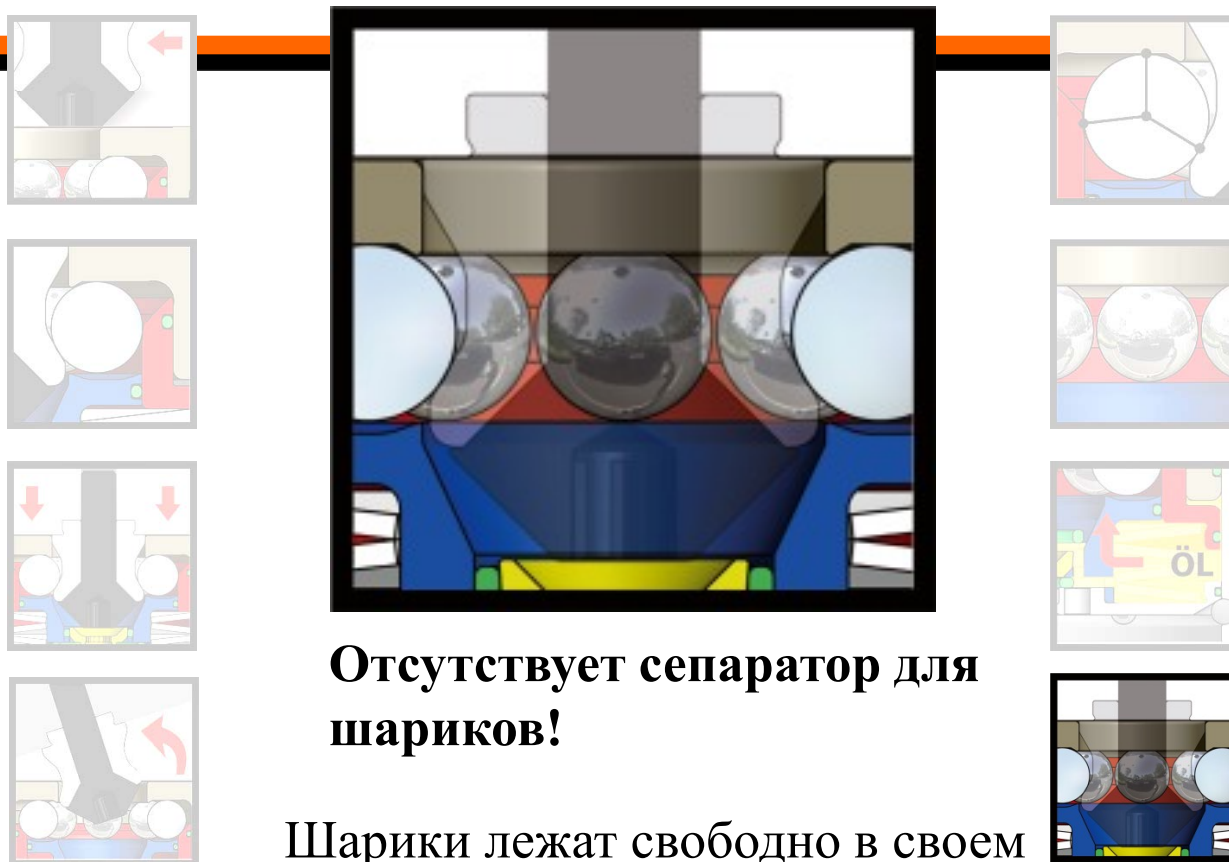 ÖL
Отсутствует сепаратор для
шариков!
Шарики лежат свободно в своем